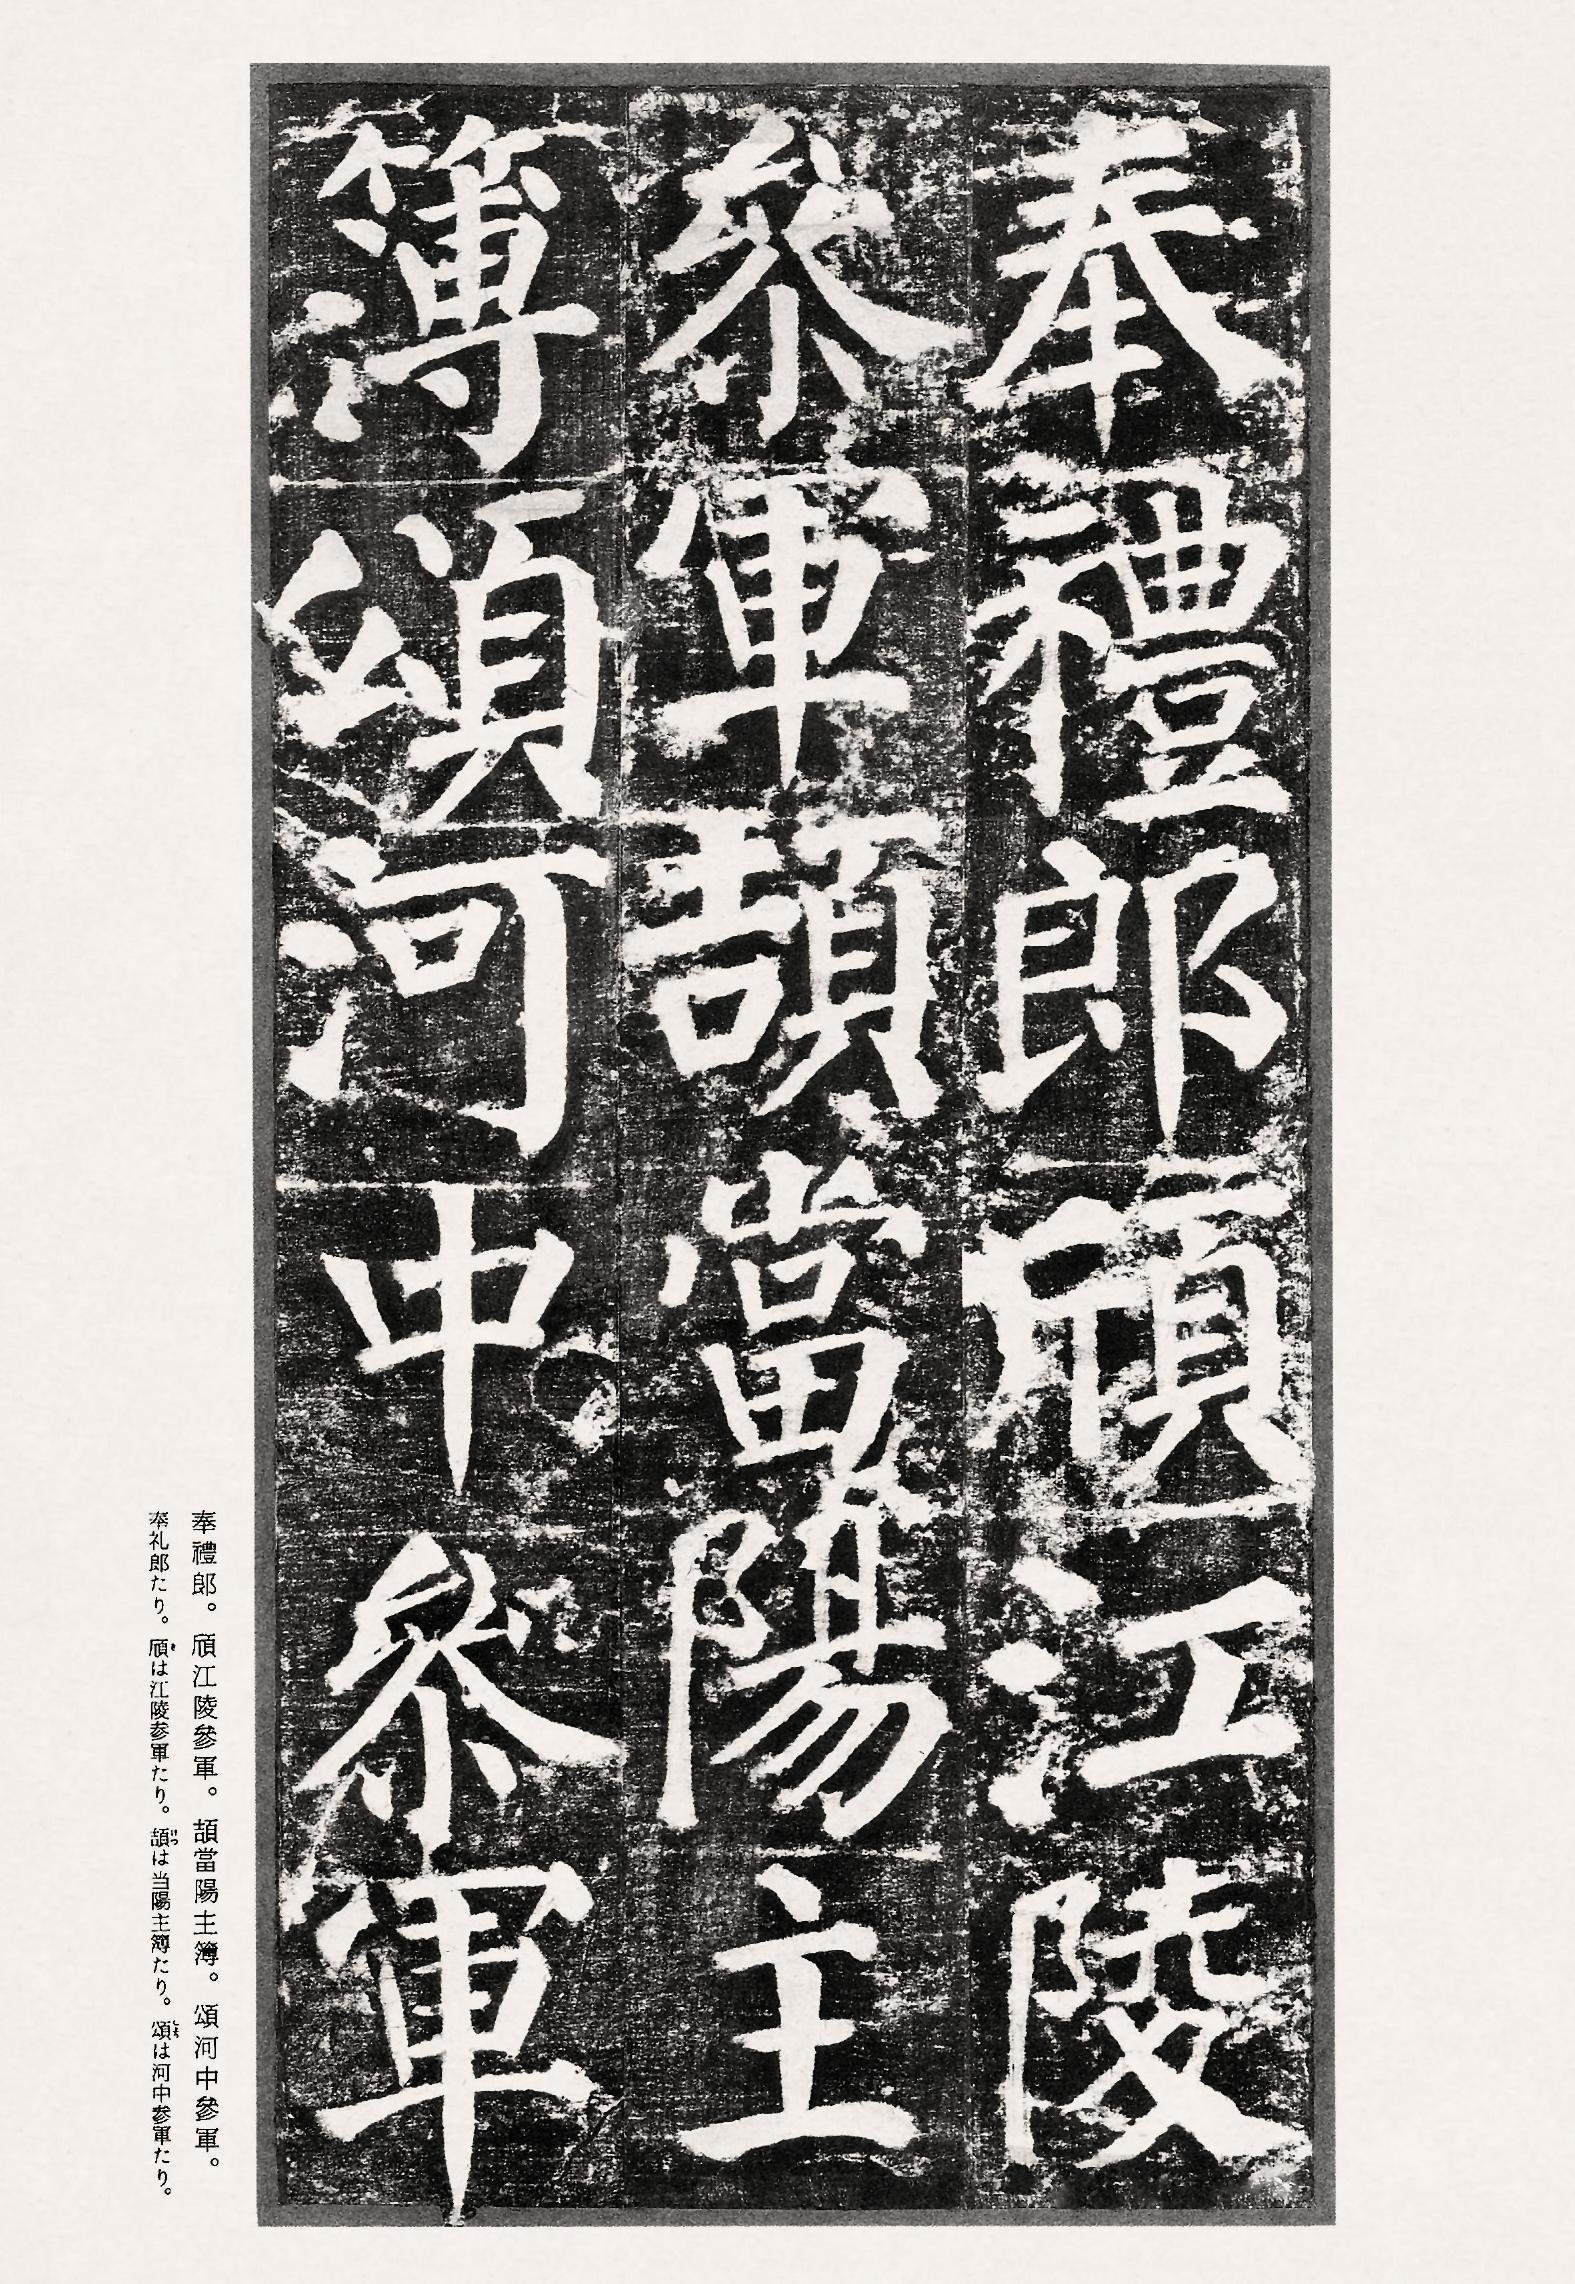 奉禮郎頎江陵
參軍頡當陽主
簿頌河中參軍
奉禮郎。頎江陵參軍。頡當陽主簿。頌河中參軍。
奉礼郎たり。頎は江陵参軍たり。頡は当陽主簿たり。頌は河中参軍たり。